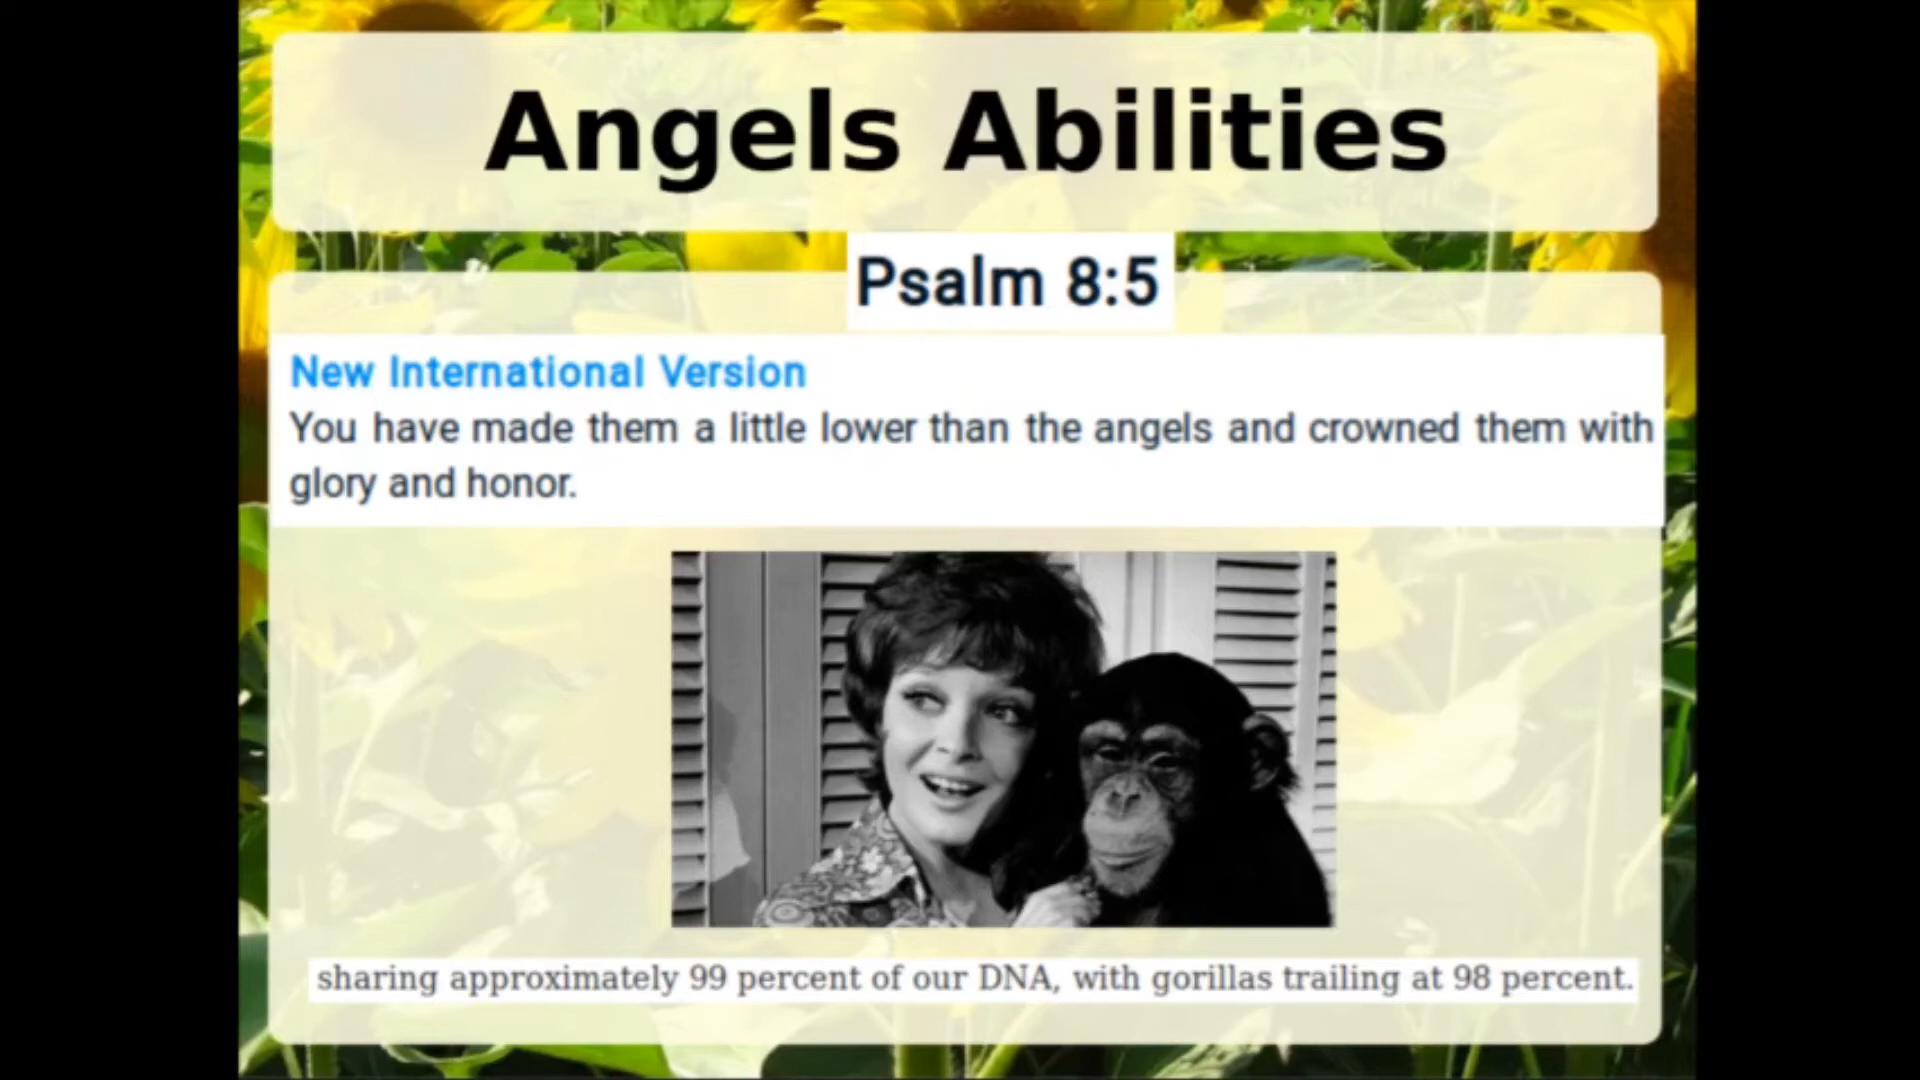 Angels Abilities
Psalm 8:5
New International Version
You have made them a little lower than the angels and crowned them with
glory and honor.
sharing approximately 99 percent of our DNA, with gorillas trailing at 98 percent.